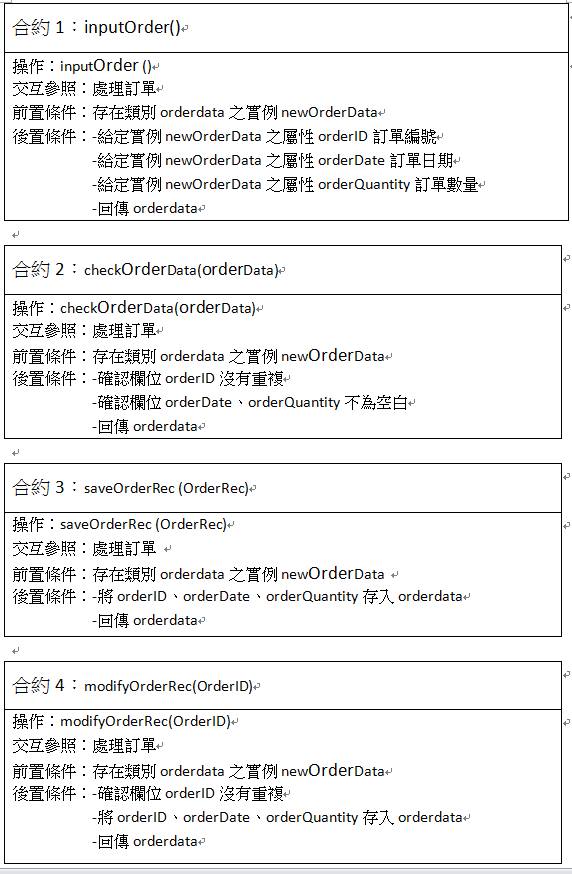 合約 1：inputOrder()
操作：inputOrder ()
交互參照：處理訂單
前置條件：存在類別 orderdata 之實例 newOrderData
後置條件：-給定實例 newOrderData 之屬性 orderID 訂單編號
-給定實例 newOrderData 之屬性 orderDate 訂單日期
-給定實例 newOrderData 之屬性 orderQuantity 訂單數量
-回傳 orderdata
合約 2：checkOrderData(orderData)
操作：checkOrderData(orderData)
交互參照：處理訂單
前置條件：存在類別 orderdata 之實例 newOrderData
後置條件：-確認欄位 orderID 沒有重複
-確認欄位 orderDate、orderQuantity 不為空白
-回傳 orderdata
合約 3：saveOrderRec (OrderRec)
操作：saveOrderRec (OrderRec)
交互參照：處理訂單
前置條件：存在類別 orderdata 之實例 newOrderData
後置條件：-將 orderID、orderDate、orderQuantity 存入 orderdata
-回傳 orderdata
合約 4：modifyOrderRec(OrderID)
操作：modifyOrderRec(OrderID)
交互參照：處理訂單
前置條件：存在類別 orderdata 之實例 newOrderData
後置條件：-確認欄位 orderID 沒有重複
-將 orderID、orderDate、orderQuantity 存入 orderdata
-回傳 orderdata